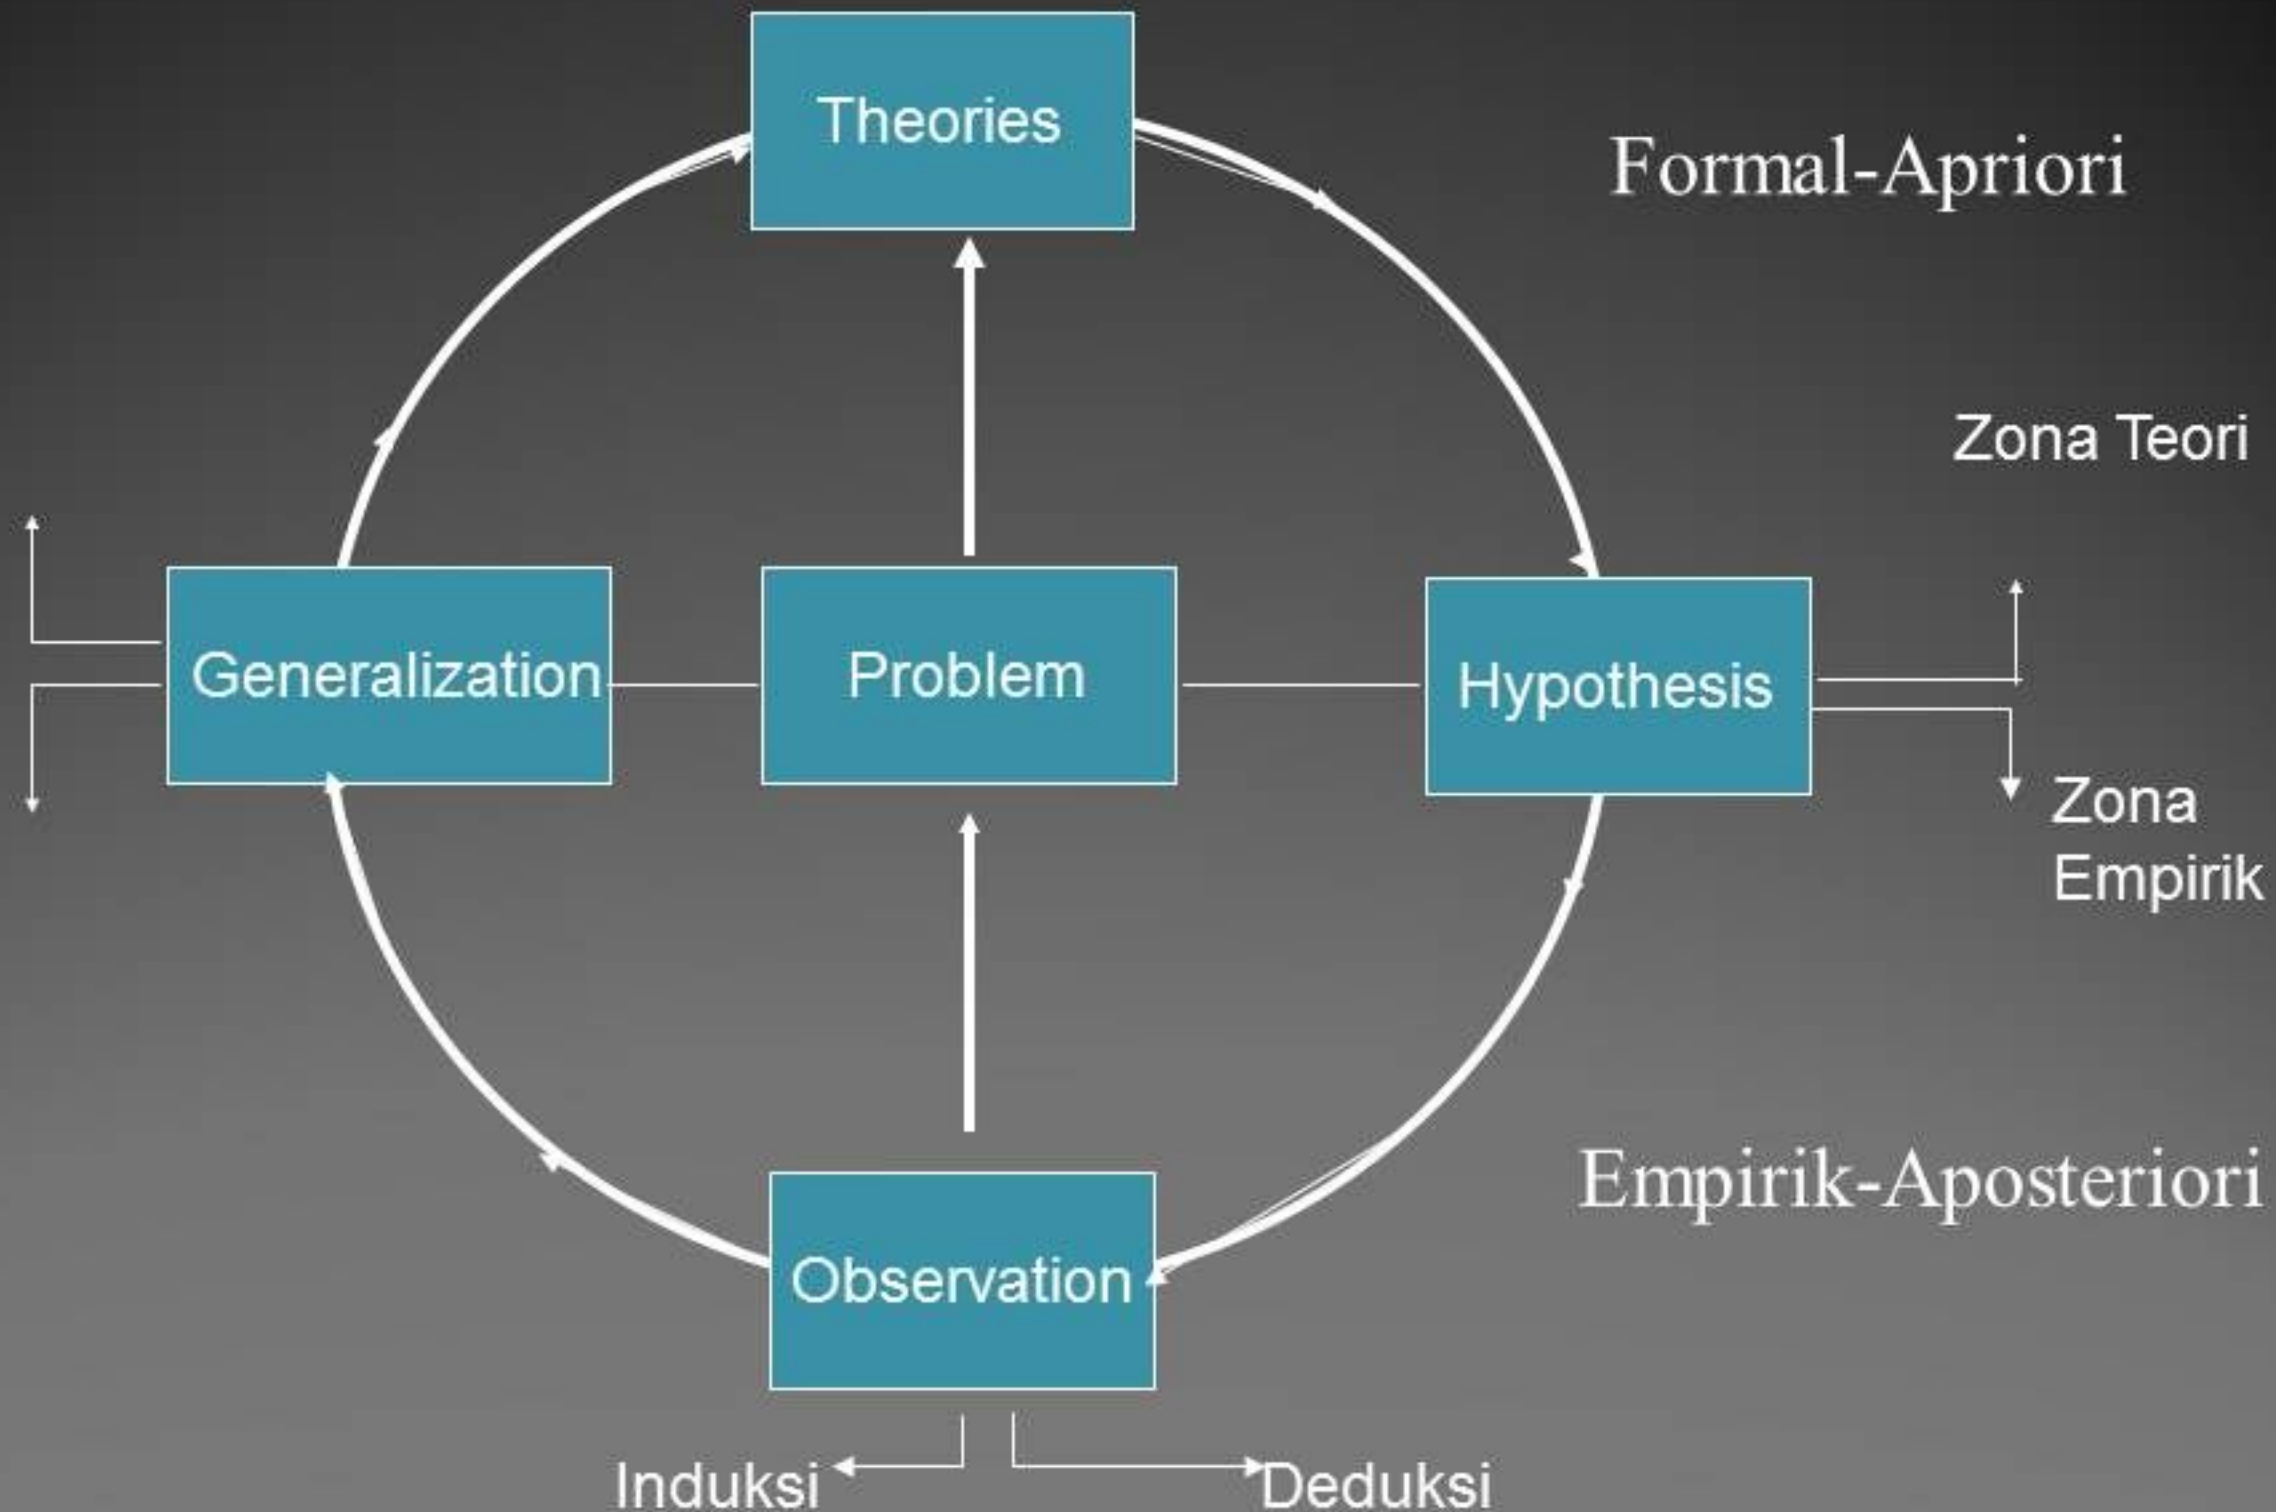 Theories
Formal-Apriori
Zona Teori
Generalization
Problem
Hypothesis
Zona
Empirik
Empirik-Aposteriori
Observation
Induksi
Deduksi